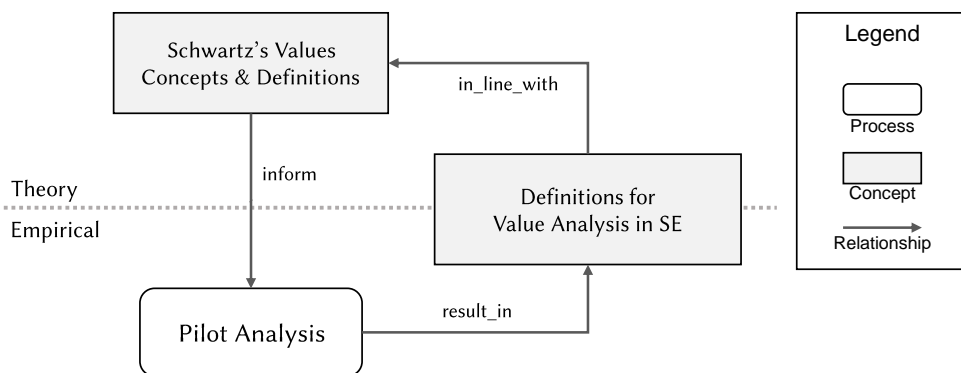 Schwartz’s Values
Concepts & Definitions
in_line_with
inform
Theory
Empirical
Definitions for
Value Analysis in SE
Pilot Analysis
result_in
Legend
Process
Concept
Relationship